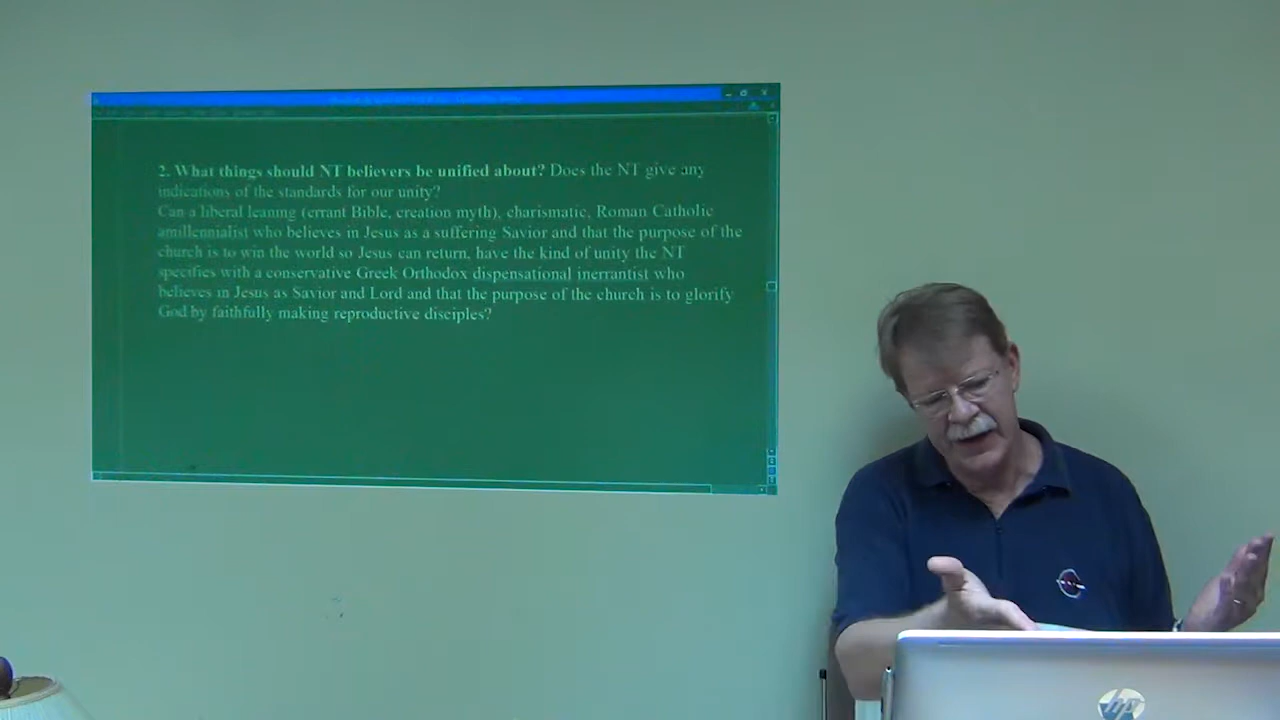 2. What things should NT believers be unified about? Does the NT give any
indications of the standards for our unity?
Can a liberal leaning (errant Bible, creation myth), charismatic, Roman Catholic
amillennialist who believes in Jesus as a suffering Savior and that the purpose of the
church is to win the world so Jesus can return, have the kind of unity the NT
specifies with a conservative Greek Orthodox dispensational inerrantist who
believes in Jesus as Savior and Lord and that the purpose of the church is to glorify
God by faithfully making reproductive disciples?
hp